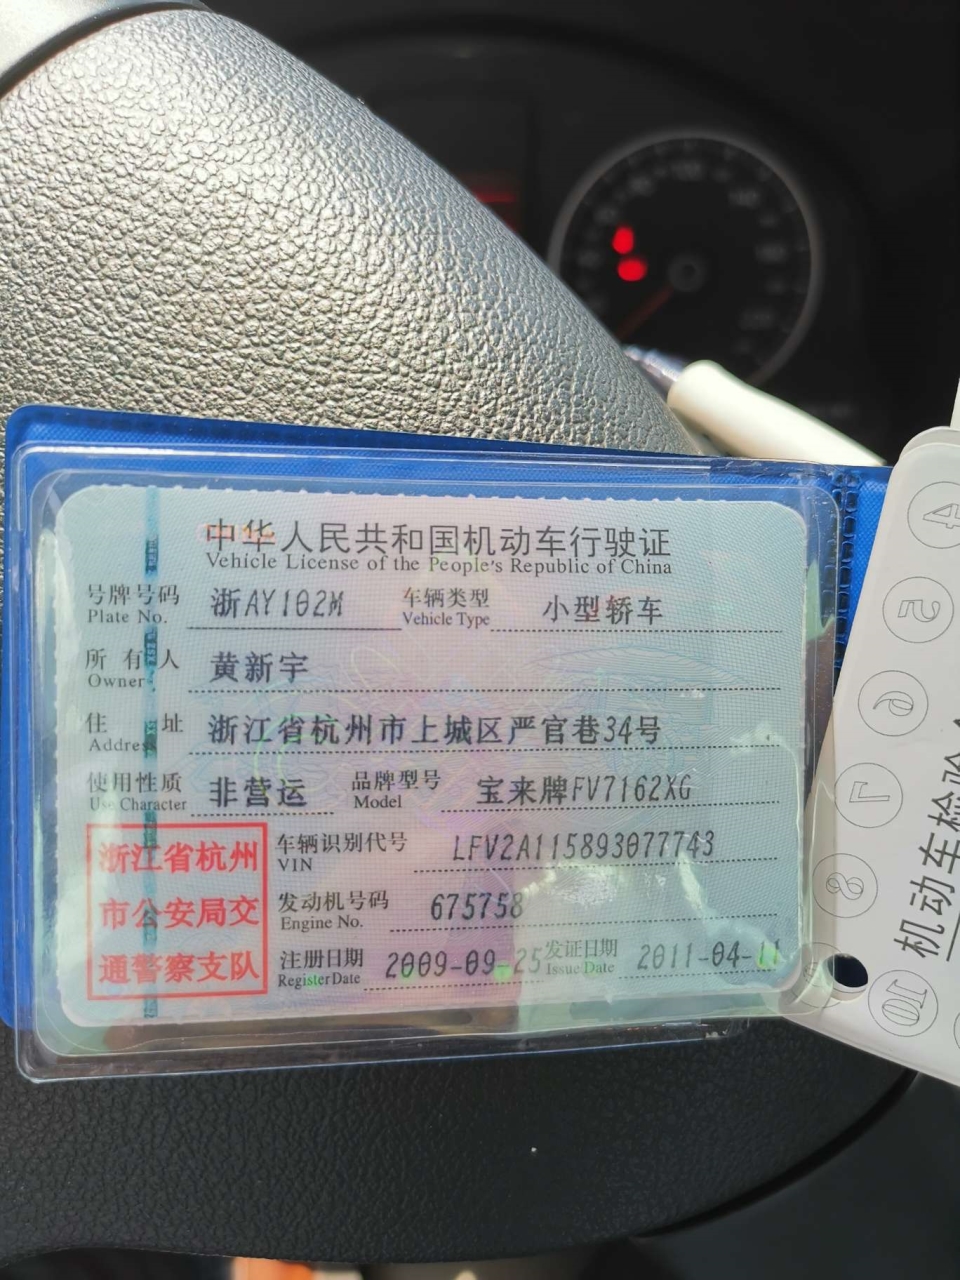 中华人民共和国机动车行驶证
Vehicle License of the People's Republic of China
号牌号码 浙AY102M 车辆类型 小型轿车
Plate No. Vehicle Type
所有人 黄新宇
Owner
住址 浙江省杭州市上城区严官巷34号
Address
使用性质 非营运 品牌型号 宝来牌FV7162XG
Use Character Model
浙江省杭州
市公安局交
通警察支队
车辆识别代号 LFV2A115893077743
VIN
发动机号码 675758
Engine No.
注册日期 2009-09-25 发证日期 2011-04-11
Register Date Issue Date
4
5
6
7
8
10
机动车检验